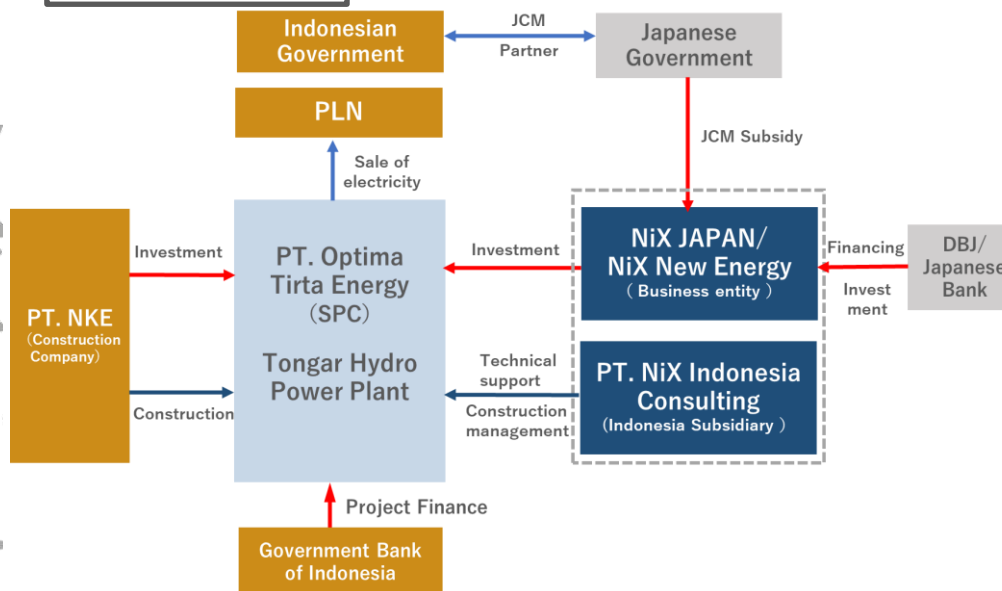 Indonesian
Government
JCM
Partner
Japanese
Government
PLN
JCM Subsidy
Sale of
electricity
PT. NKE
（Construction
Company）
Investment
Construction
PT. Optima
Tirta Energy
(SPC)
Tongar Hydro
Power Plant
Investment
NiX JAPAN/
NiX New Energy
（ Business entity ）
Financing
Invest
ment
DBJ/
Japanese
Bank
Technical
support
Construction
management
PT. NiX Indonesia
Consulting
(Indonesia Subsidiary ）
Project Finance
Government Bank
of Indonesia